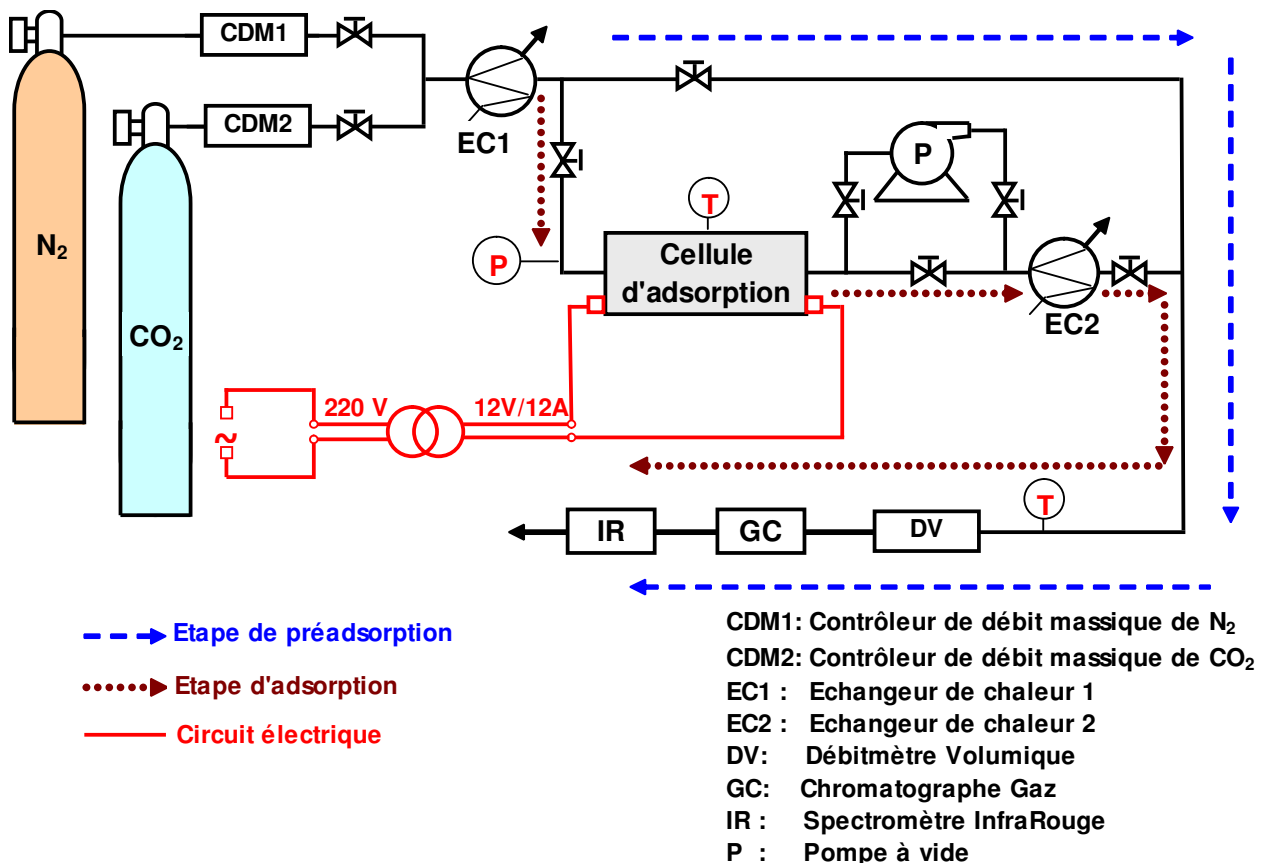 CDM1
CDM2
EC1
N2
CO2
P
T
P
Cellule
d'adsorption
EC2
220 V
12V/12A
~
T
IR
GC
DV
Etape de préadsorption
Etape d'adsorption
Circuit électrique
CDM1: Contrôleur de débit massique de N2
CDM2: Contrôleur de débit massique de CO2
EC1 : Echangeur de chaleur 1
EC2 : Echangeur de chaleur 2
DV: Débitmètre Volumique
GC: Chromatographe Gaz
IR : Spectromètre InfraRouge
P : Pompe à vide